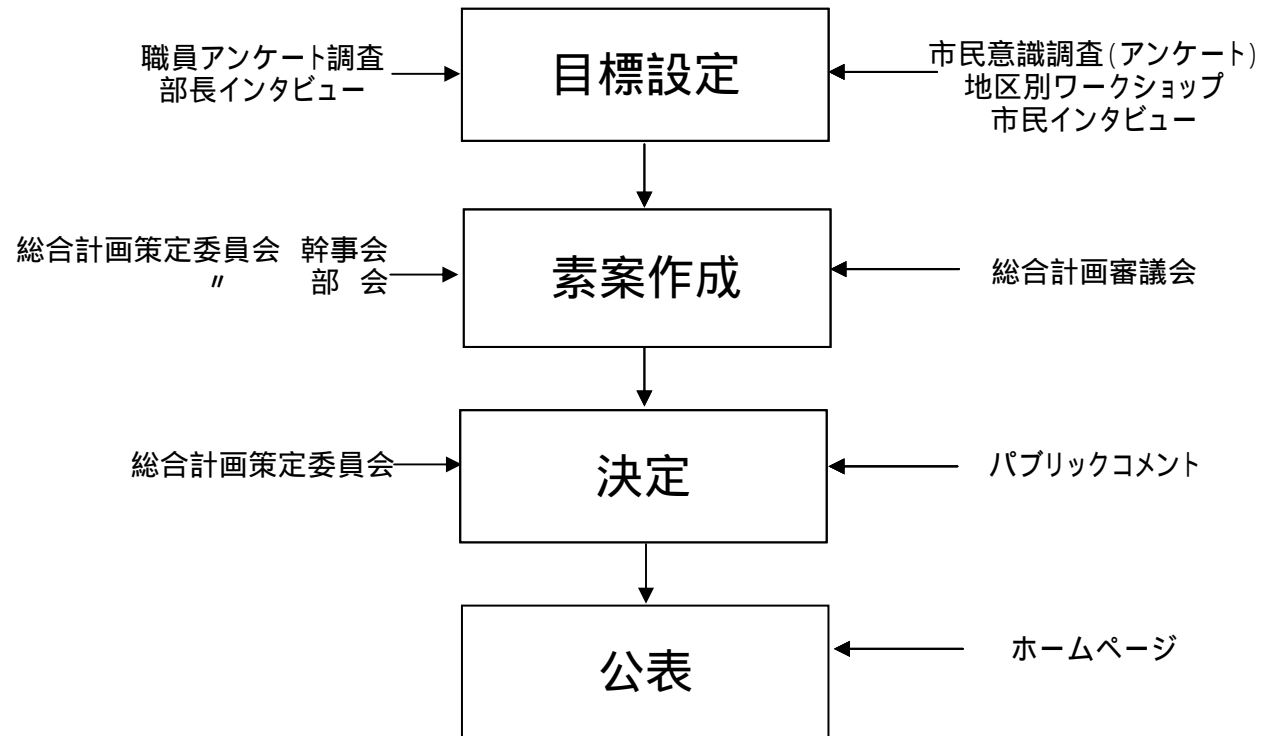 職員アンケート調査
部長インタビュー
目標設定
市民意識調査(アンケート)
地区別ワークショップ
市民インタビュー
総合計画策定委員会 幹事会
〃 部 会
素案作成
総合計画審議会
総合計画策定委員会
決定
パブリックコメント
公表
ホームページ